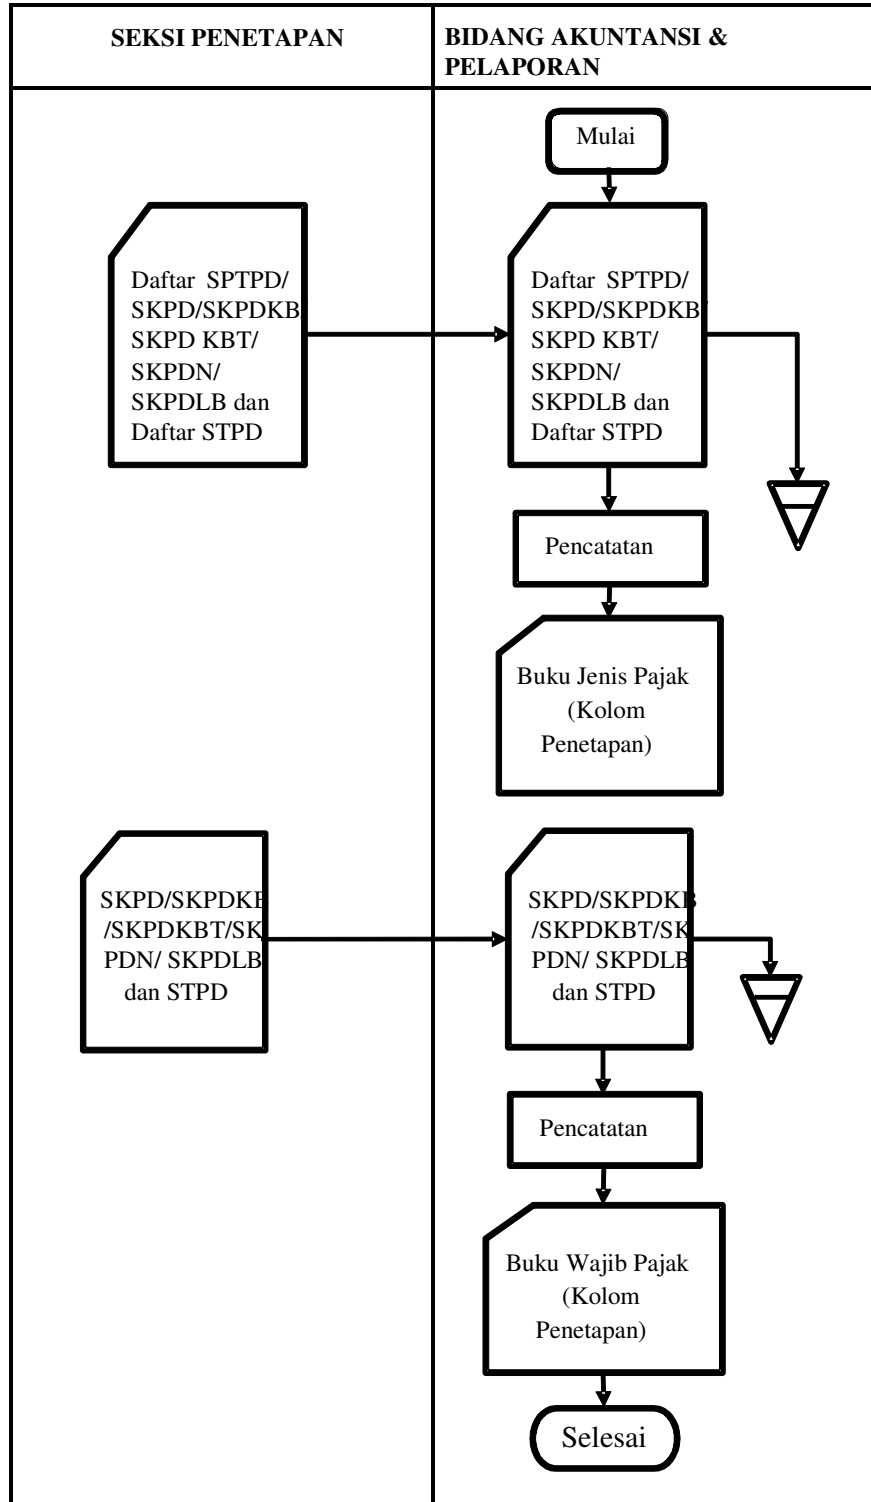 SEKSI PENETAPAN
BIDANG AKUNTANSI &
PELAPORAN
Mulai
Daftar SPTPD/
SKPD/SKPDKB
SKPD KBT/
SKPDN/
SKPDLB dan
Daftar STPD
Daftar SPTPD/
SKPD/SKPDKB/
SKPD KBT/
SKPDN/
SKPDLB dan
Daftar STPD
Pencatatan
Buku Jenis Pajak
(Kolom
Penetapan)
SKPD/SKPDKB
/SKPDKBT/SK
PDN/ SKPDLB
dan STPD
SKPD/SKPDKB
/SKPDKBT/SK
PDN/ SKPDLB
dan STPD
Pencatatan
Buku Wajib Pajak
(Kolom
Penetapan)
Selesai